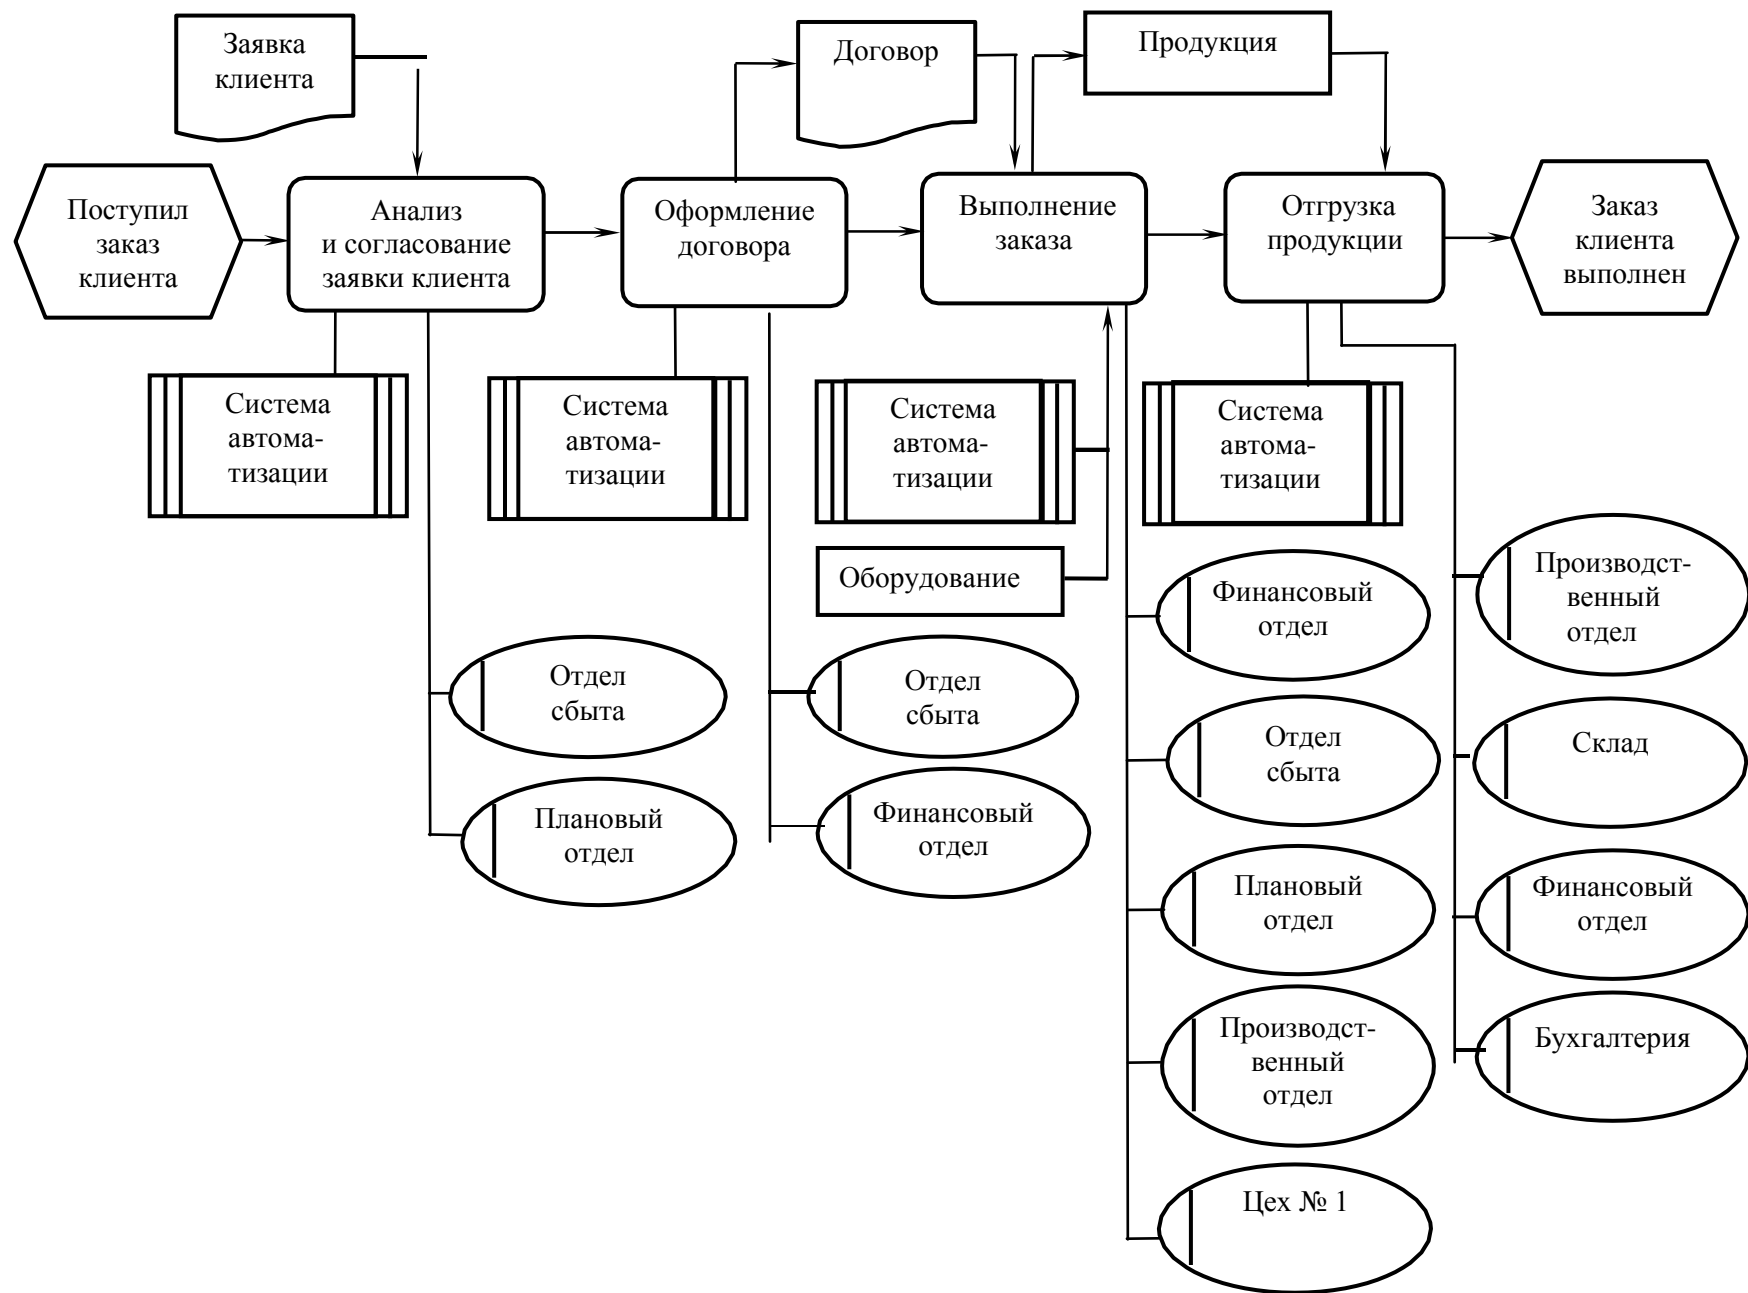 Заявка
клиента
Договор
Продукция
Поступил
заказ
клиента
Анализ
и согласование
заявки клиента
Оформление
договора
Выполнение
заказа
Отгрузка
продукции
Заказ
клиента
выполнен
Система
автома-
тизации
Система
автома-
тизации
Система
автома-
тизации
Система
автома-
тизации
Оборудование
Отдел
сбыта
Плановый
отдел
Отдел
сбыта
Финансовый
отдел
Финансовый
отдел
Отдел
сбыта
Плановый
отдел
Производст-
венный
отдел
Цех № 1
Производст-
венный
отдел
Склад
Финансовый
отдел
Бухгалтерия